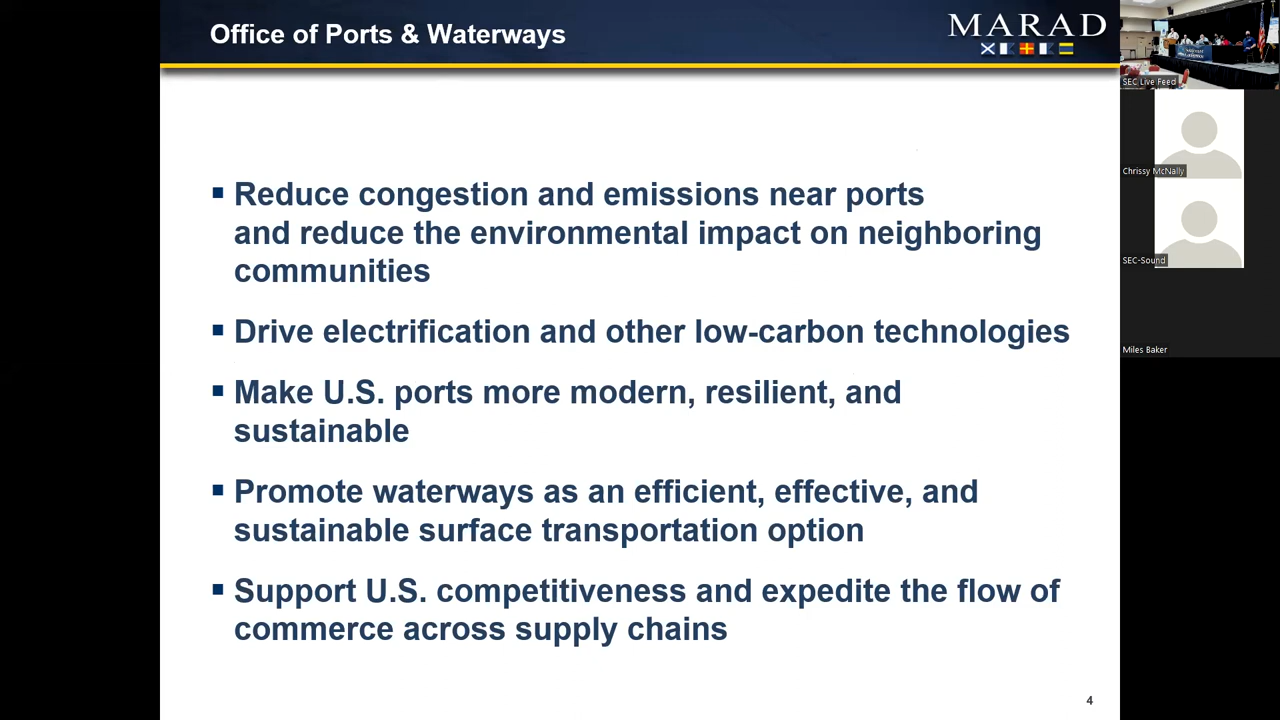 Office of Ports & Waterways
MARAD
▪ Reduce congestion and emissions near ports
and reduce the environmental impact on neighboring
communities
▪ Drive electrification and other low-carbon technologies
▪ Make U.S. ports more modern, resilient, and
sustainable
▪ Promote waterways as an efficient, effective, and
sustainable surface transportation option
▪ Support U.S. competitiveness and expedite the flow of
commerce across supply chains
4
SEC Live Feed
Chrissy McNally
SEC-Sound
Miles Baker